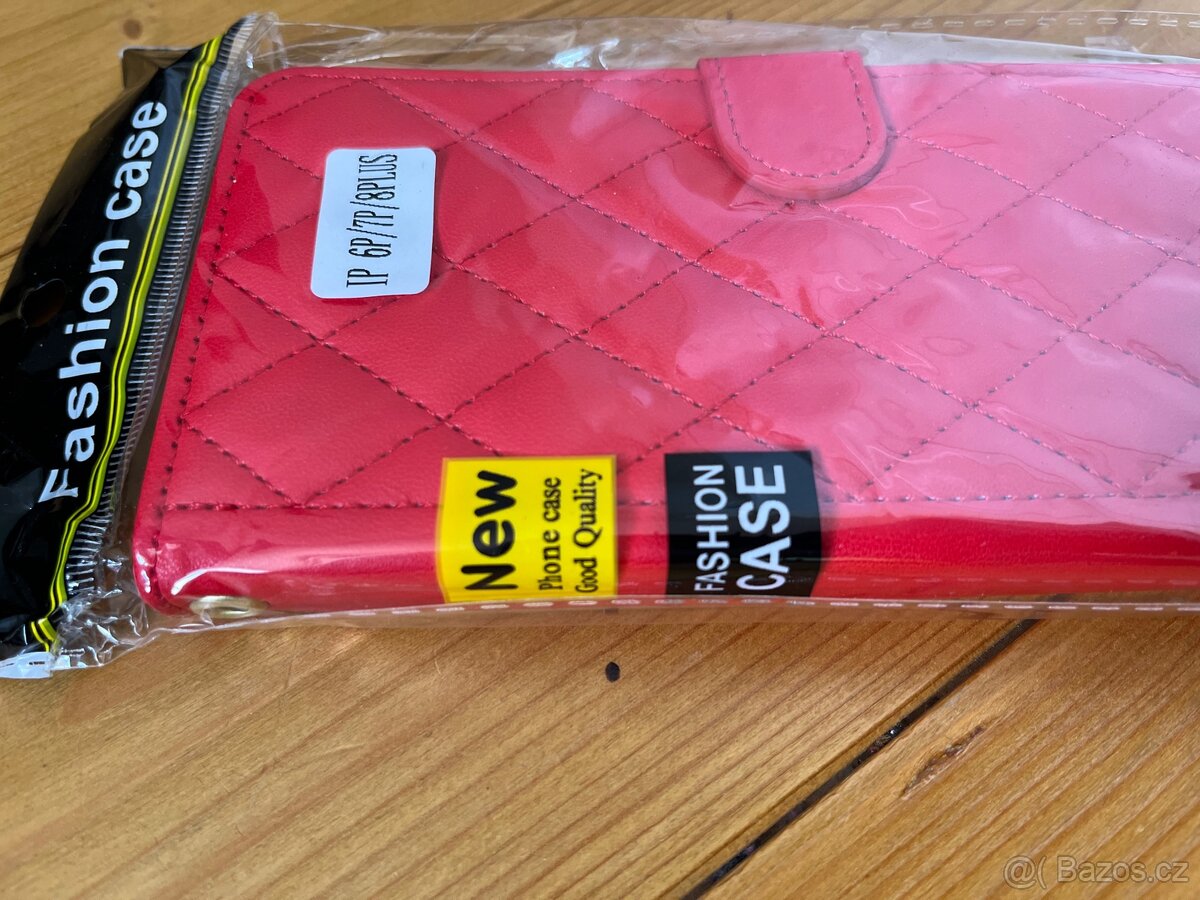 Fashion case
IP 6P/7P/8PLUS
New
Phone case
Good Quality
FASHION
CASE
@( Bazos.cz